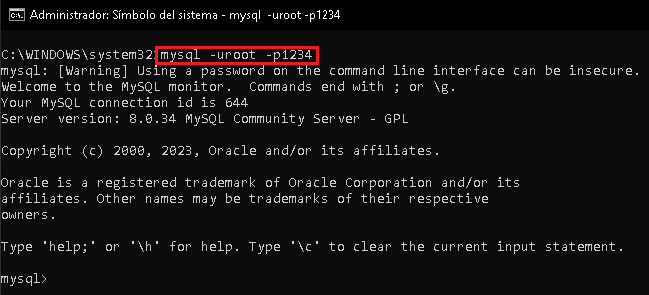 Administrador: Símbolo del sistema - mysql -uroot -p1234
C:\WINDOWS\system32>mysql -uroot -p1234
mysql: [Warning] Using a password on the command line interface can be insecure.
Welcome to the MySQL monitor.  Commands end with ; or \g.
Your MySQL connection id is 644
Server version: 8.0.34 MySQL Community Server - GPL
Copyright (c) 2000, 2023, Oracle and/or its affiliates.
Oracle is a registered trademark of Oracle Corporation and/or its
affiliates. Other names may be trademarks of their respective
owners.
Type 'help;' or '\h' for help. Type '\c' to clear the current input statement.
mysql>